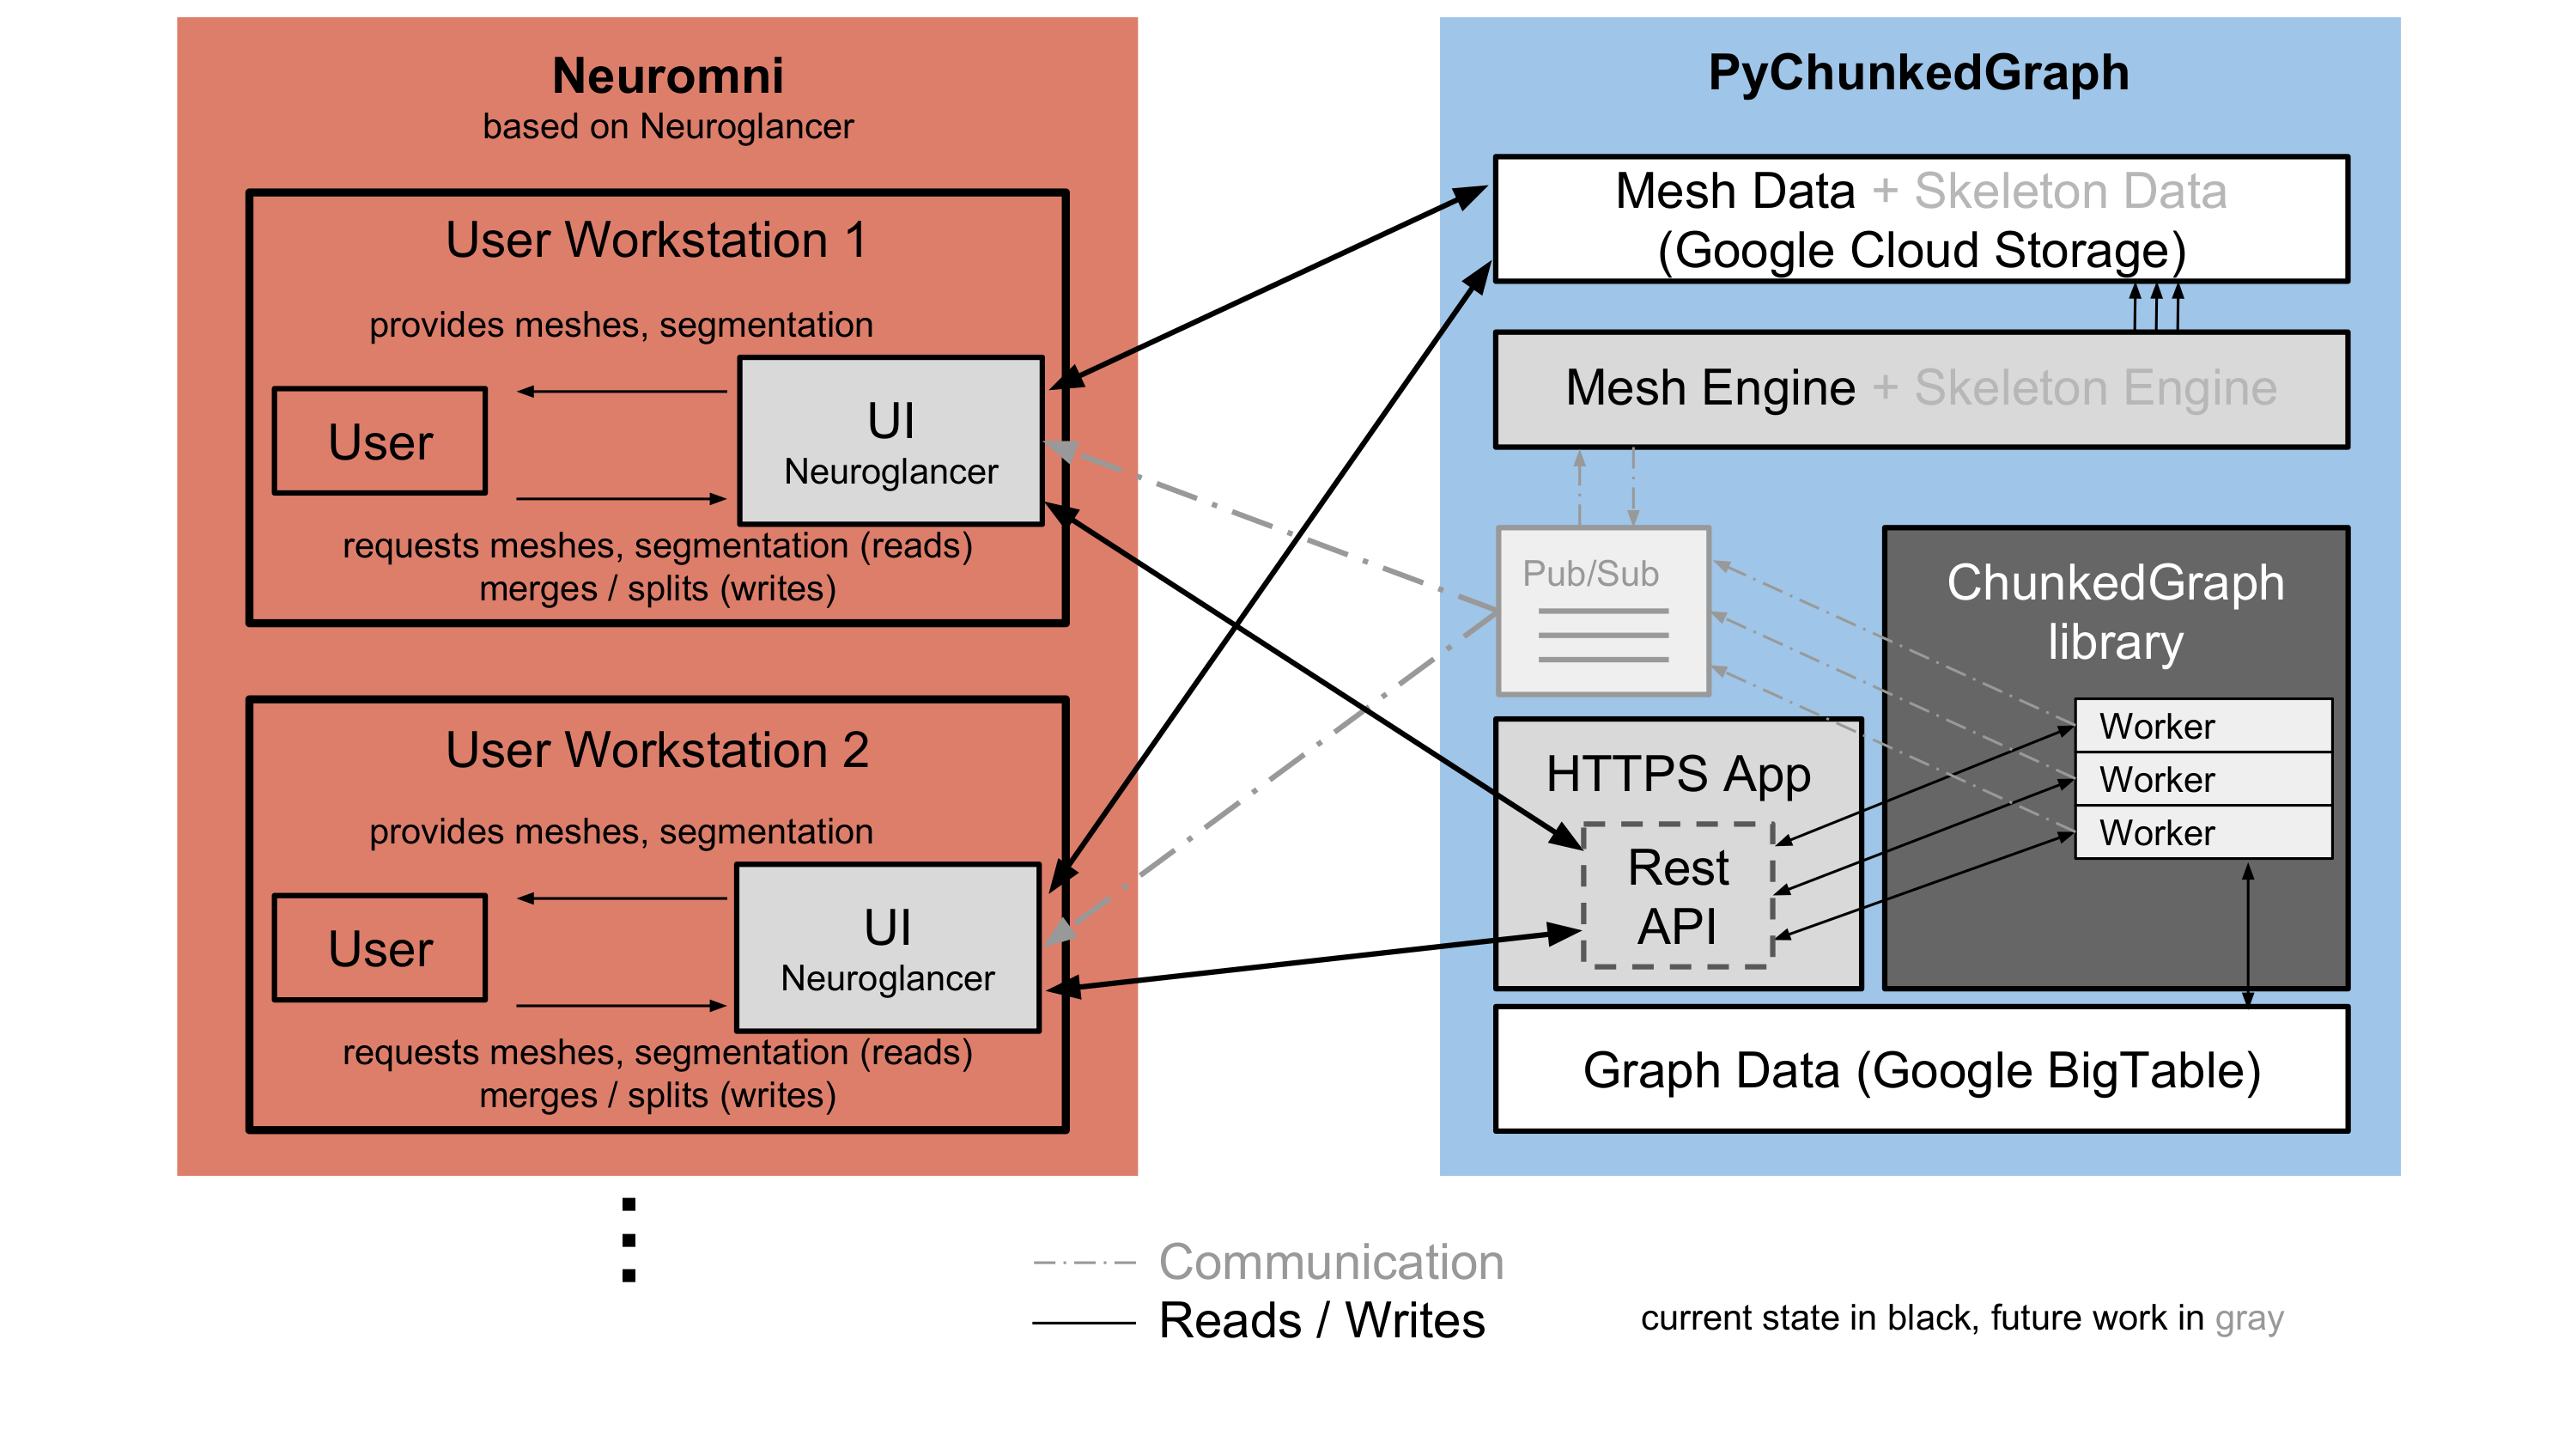 Neuromni
based on Neuroglancer
User Workstation 1
provides meshes, segmentation
User
UI
Neuroglancer
requests meshes, segmentation (reads)
merges / splits (writes)
User Workstation 2
provides meshes, segmentation
User
UI
Neuroglancer
requests meshes, segmentation (reads)
merges / splits (writes)
PyChunkedGraph
Mesh Data + Skeleton Data
(Google Cloud Storage)
Mesh Engine + Skeleton Engine
Pub/Sub
ChunkedGraph
library
Worker
Worker
Worker
HTTPS App
Rest
API
Graph Data (Google BigTable)
Communication
Reads / Writes
current state in black, future work in gray